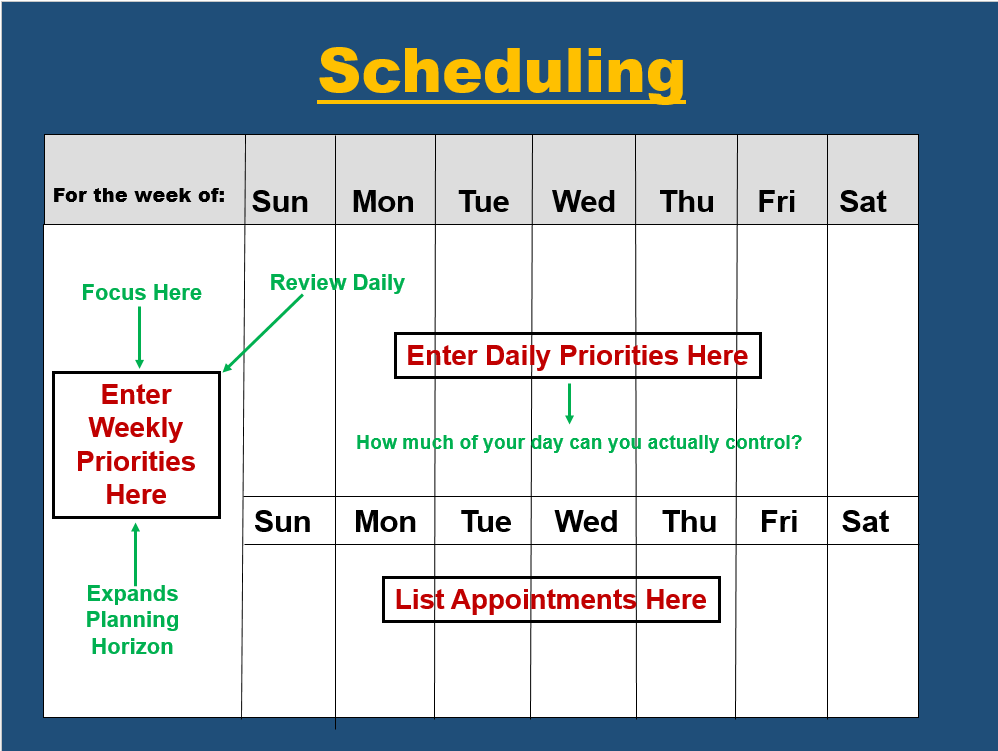 Scheduling
For the week of:
Sun Mon Tue Wed Thu Fri Sat
Focus Here
Review Daily
Enter
Weekly
Priorities
Here
Enter Daily Priorities Here
How much of your day can you actually control?
Expands
Planning
Horizon
Sun Mon Tue Wed Thu Fri Sat
List Appointments Here